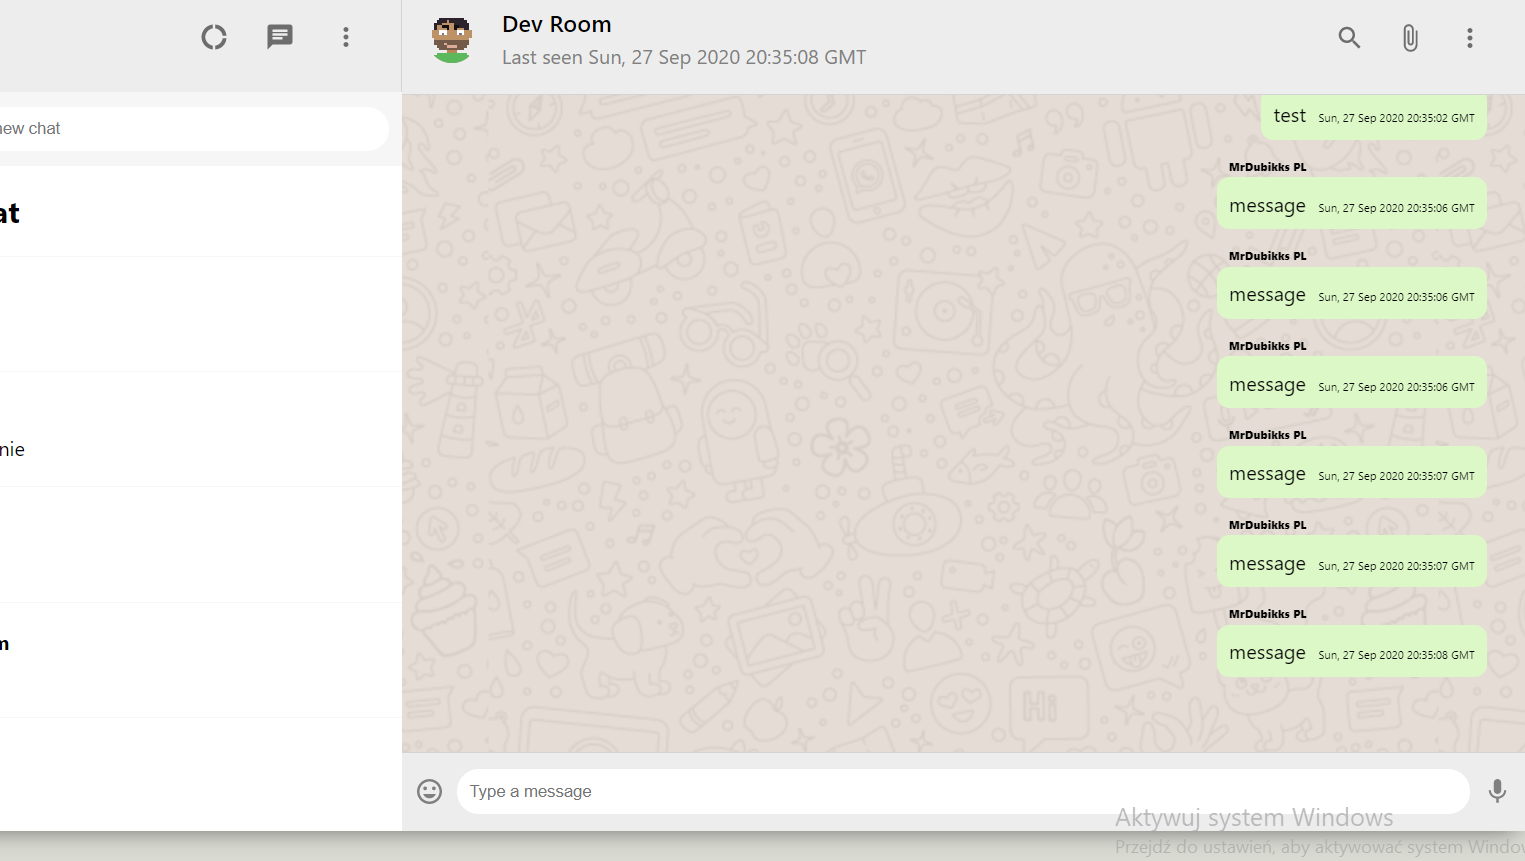 new chat
at
nie
m
Dev Room
Last seen Sun, 27 Sep 2020 20:35:08 GMT
test Sun, 27 Sep 2020 20:35:02 GMT
MrDubikks PL
message Sun, 27 Sep 2020 20:35:06 GMT
MrDubikks PL
message Sun, 27 Sep 2020 20:35:06 GMT
MrDubikks PL
message Sun, 27 Sep 2020 20:35:06 GMT
MrDubikks PL
message Sun, 27 Sep 2020 20:35:07 GMT
MrDubikks PL
message Sun, 27 Sep 2020 20:35:07 GMT
MrDubikks PL
message Sun, 27 Sep 2020 20:35:08 GMT
Hi
Type a message
Aktywuj system Windows
Przejdź do ustawień, aby aktywować system Windo